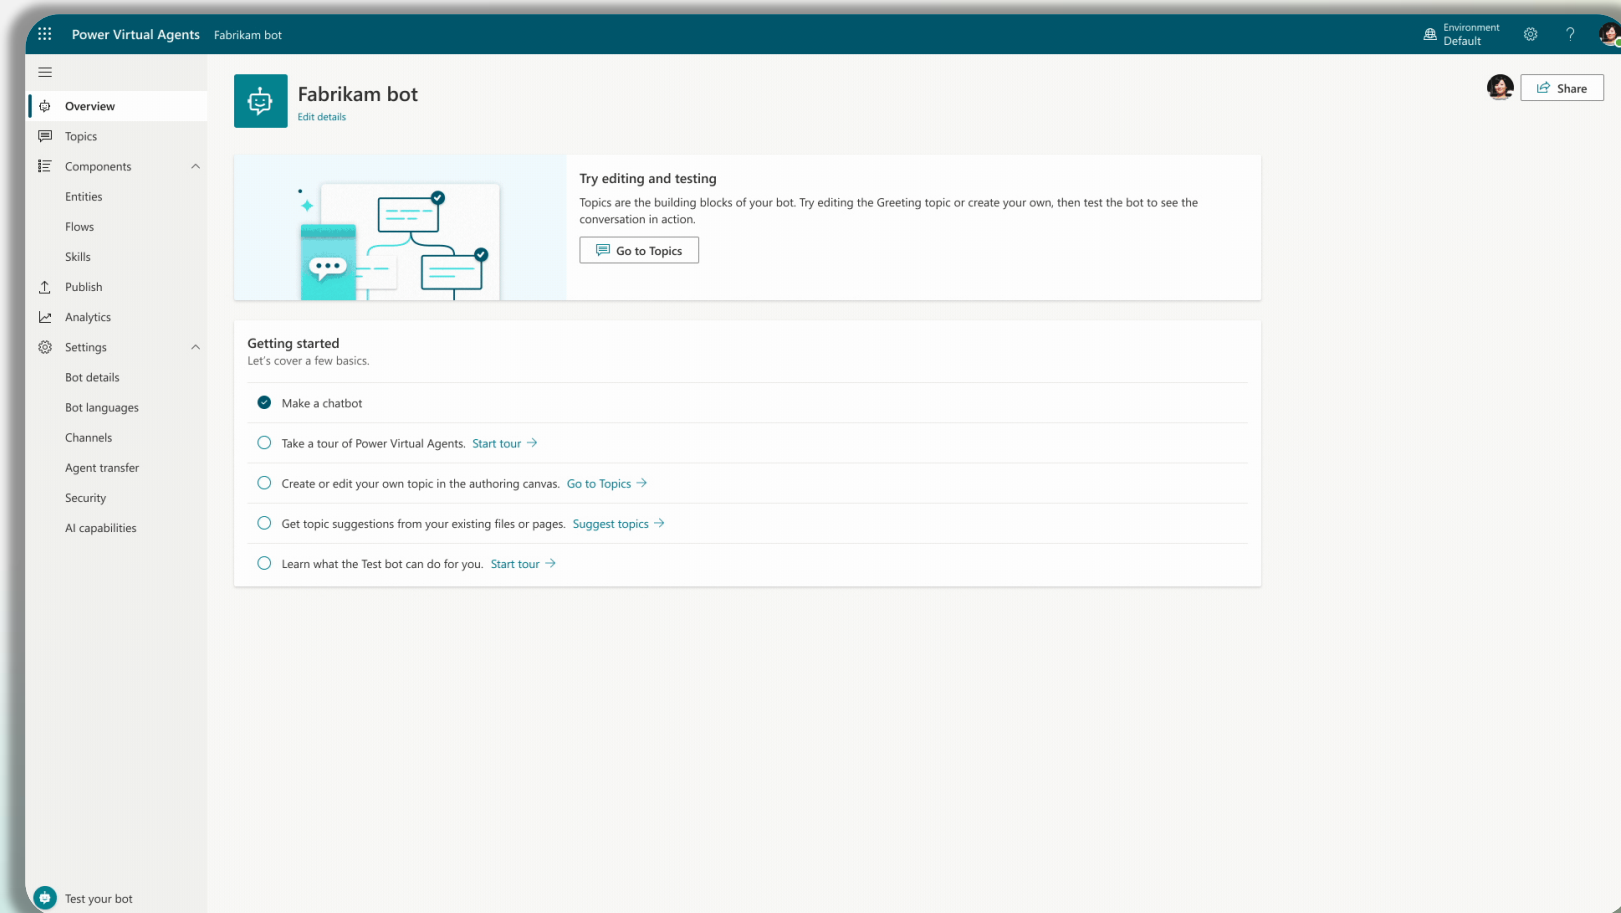 Power Virtual Agents Fabrikam bot
Environment
Default
?
Overview
Topics
Components
Entities
Flows
Skills
Publish
Analytics
Settings
Bot details
Bot languages
Channels
Agent transfer
Security
AI capabilities
Test your bot
Fabrikam bot
Edit details
Share
Try editing and testing
Topics are the building blocks of your bot. Try editing the Greeting topic or create your own, then test the bot to see the
conversation in action.
Go to Topics
Getting started
Let's cover a few basics.
Make a chatbot
Take a tour of Power Virtual Agents. Start tour →
Create or edit your own topic in the authoring canvas. Go to Topics →
Get topic suggestions from your existing files or pages. Suggest topics →
Learn what the Test bot can do for you. Start tour →